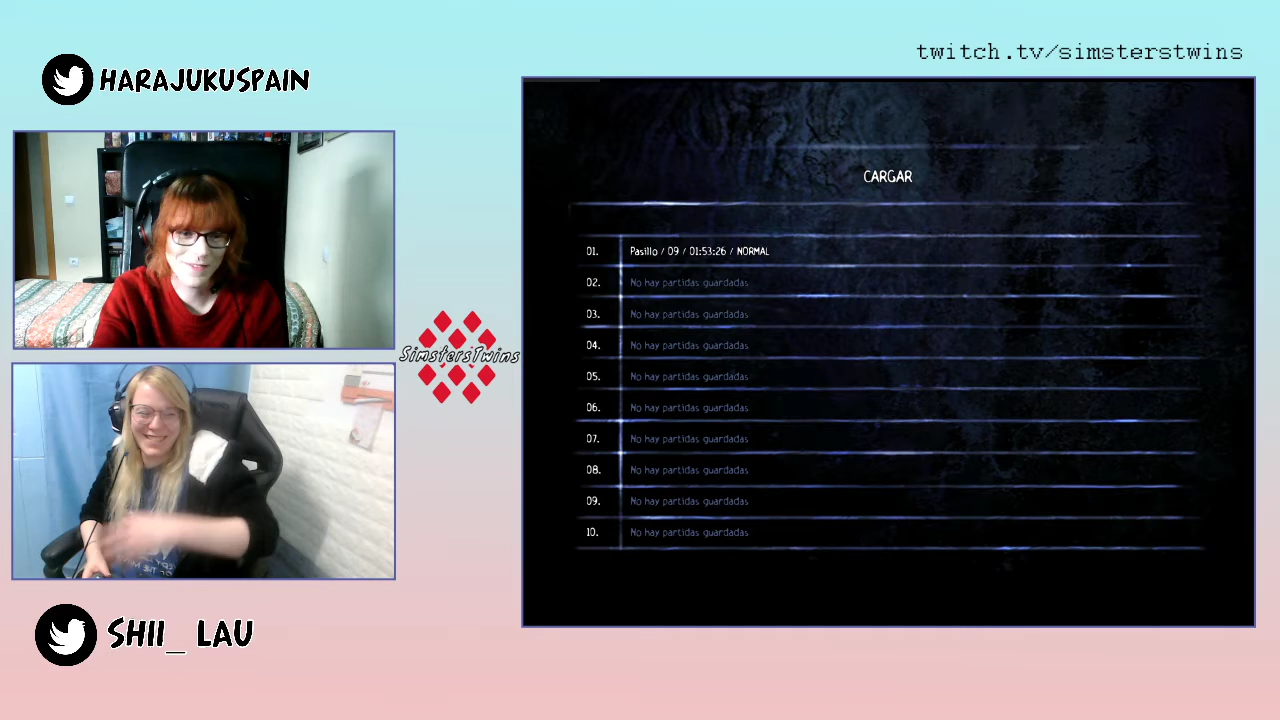 twitch.tv/simsterstwins
HARAJUKUSPAIN
CARGAR
01. Pasillo / 09 / 01:53:26 / NORMAL
02. No hay partidas guardadas
03. No hay partidas guardadas
04. No hay partidas guardadas
05. No hay partidas guardadas
06. No hay partidas guardadas
07. No hay partidas guardadas
08. No hay partidas guardadas
09. No hay partidas guardadas
10. No hay partidas guardadas
SimstersTwins
SHII_ LAU